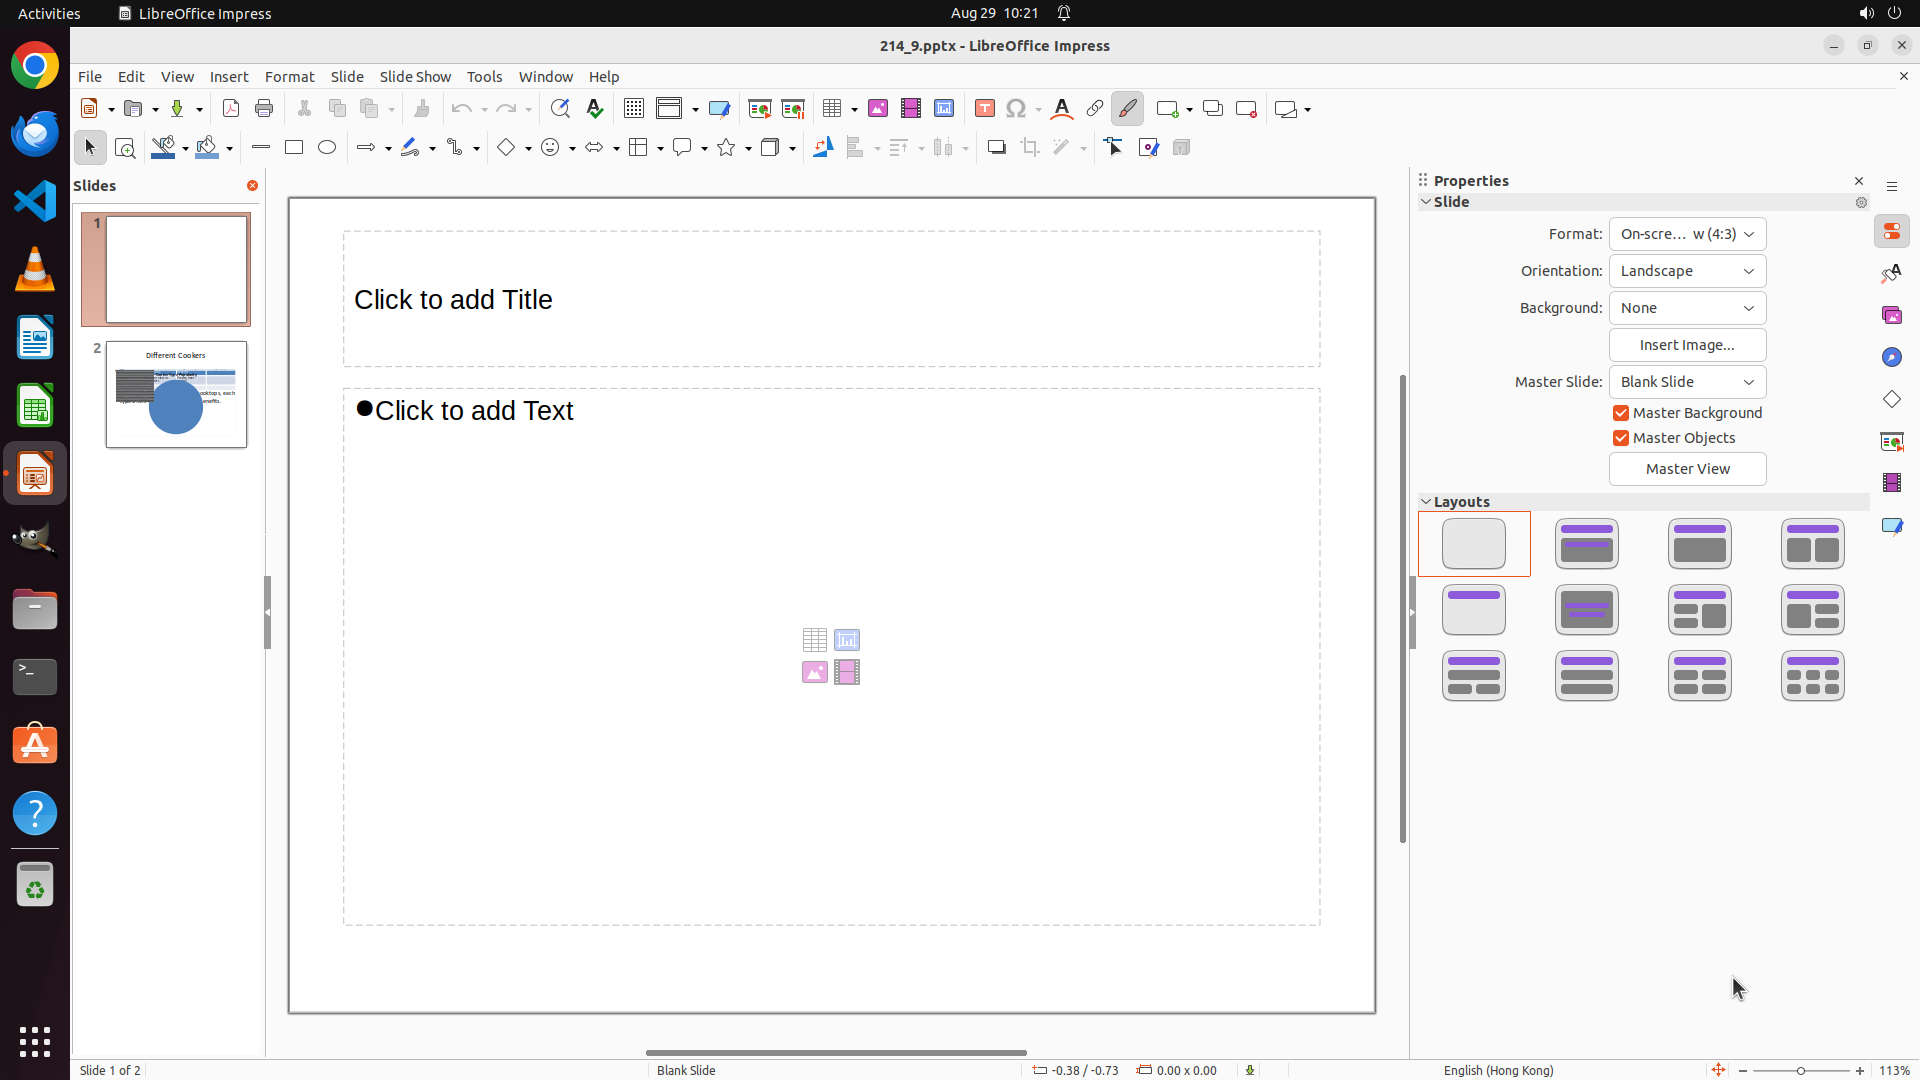 Activities
LibreOffice Impress
Aug 29 10:21
214_9.pptx - LibreOffice Impress
File Edit View Insert Format Slide Slide Show Tools Window Help
Slides
1
2
Different Cookers
Click to add Title
Click to add Text
Properties
Slide
Format: On-scre... w (4:3)
Orientation: Landscape
Background: None
Insert Image...
Master Slide: Blank Slide
Master Background
Master Objects
Master View
Layouts
Slide 1 of 2
Blank Slide
-0.38 / -0.73
0.00 x 0.00
English (Hong Kong)
113%